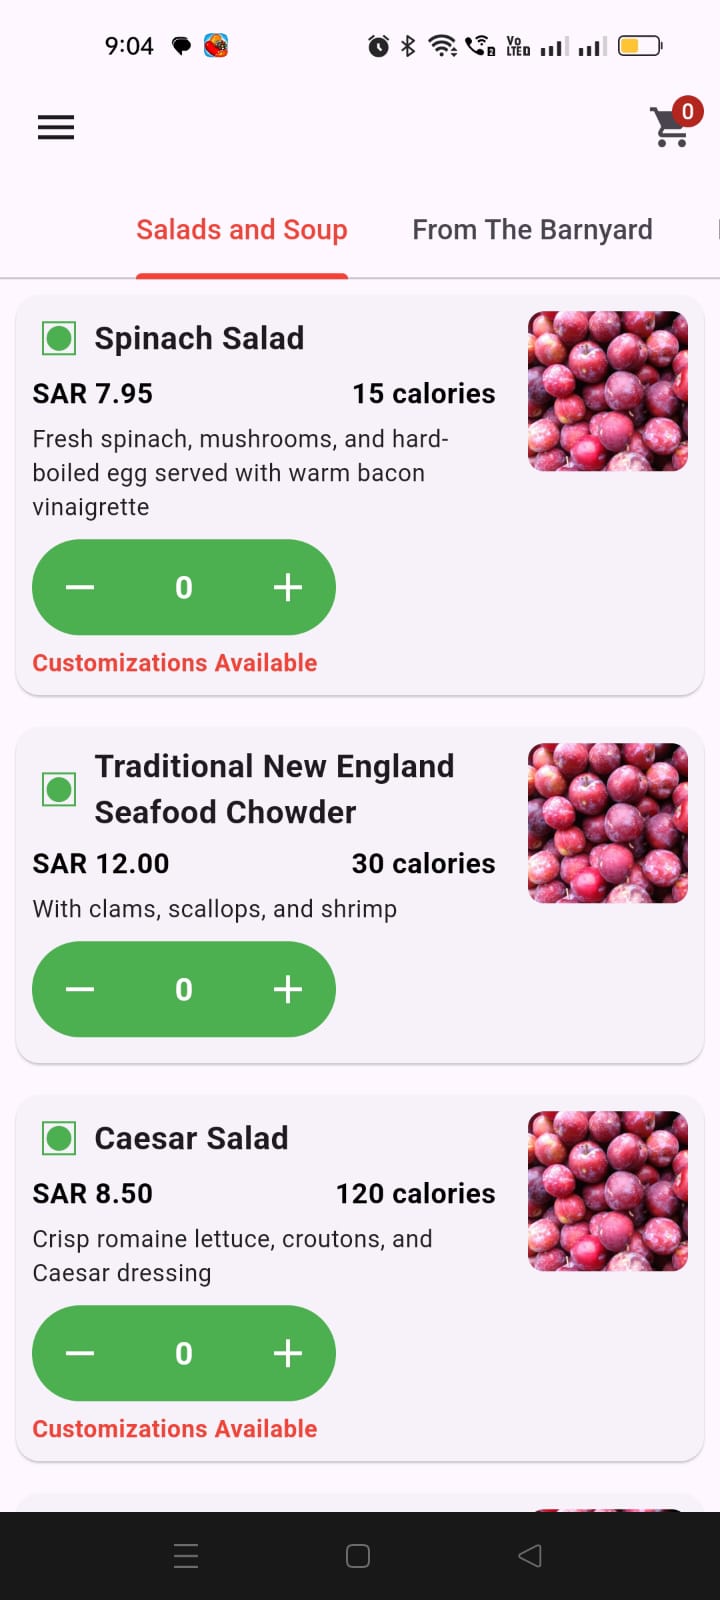 9:04
Vo
LTE
0
Salads and Soup
From The Barnyard
Spinach Salad
SAR 7.95
15 calories
Fresh spinach, mushrooms, and hard-
boiled egg served with warm bacon
vinaigrette
0
Customizations Available
Traditional New England
Seafood Chowder
SAR 12.00
30 calories
With clams, scallops, and shrimp
0
Caesar Salad
SAR 8.50
120 calories
Crisp romaine lettuce, croutons, and
Caesar dressing
0
Customizations Available